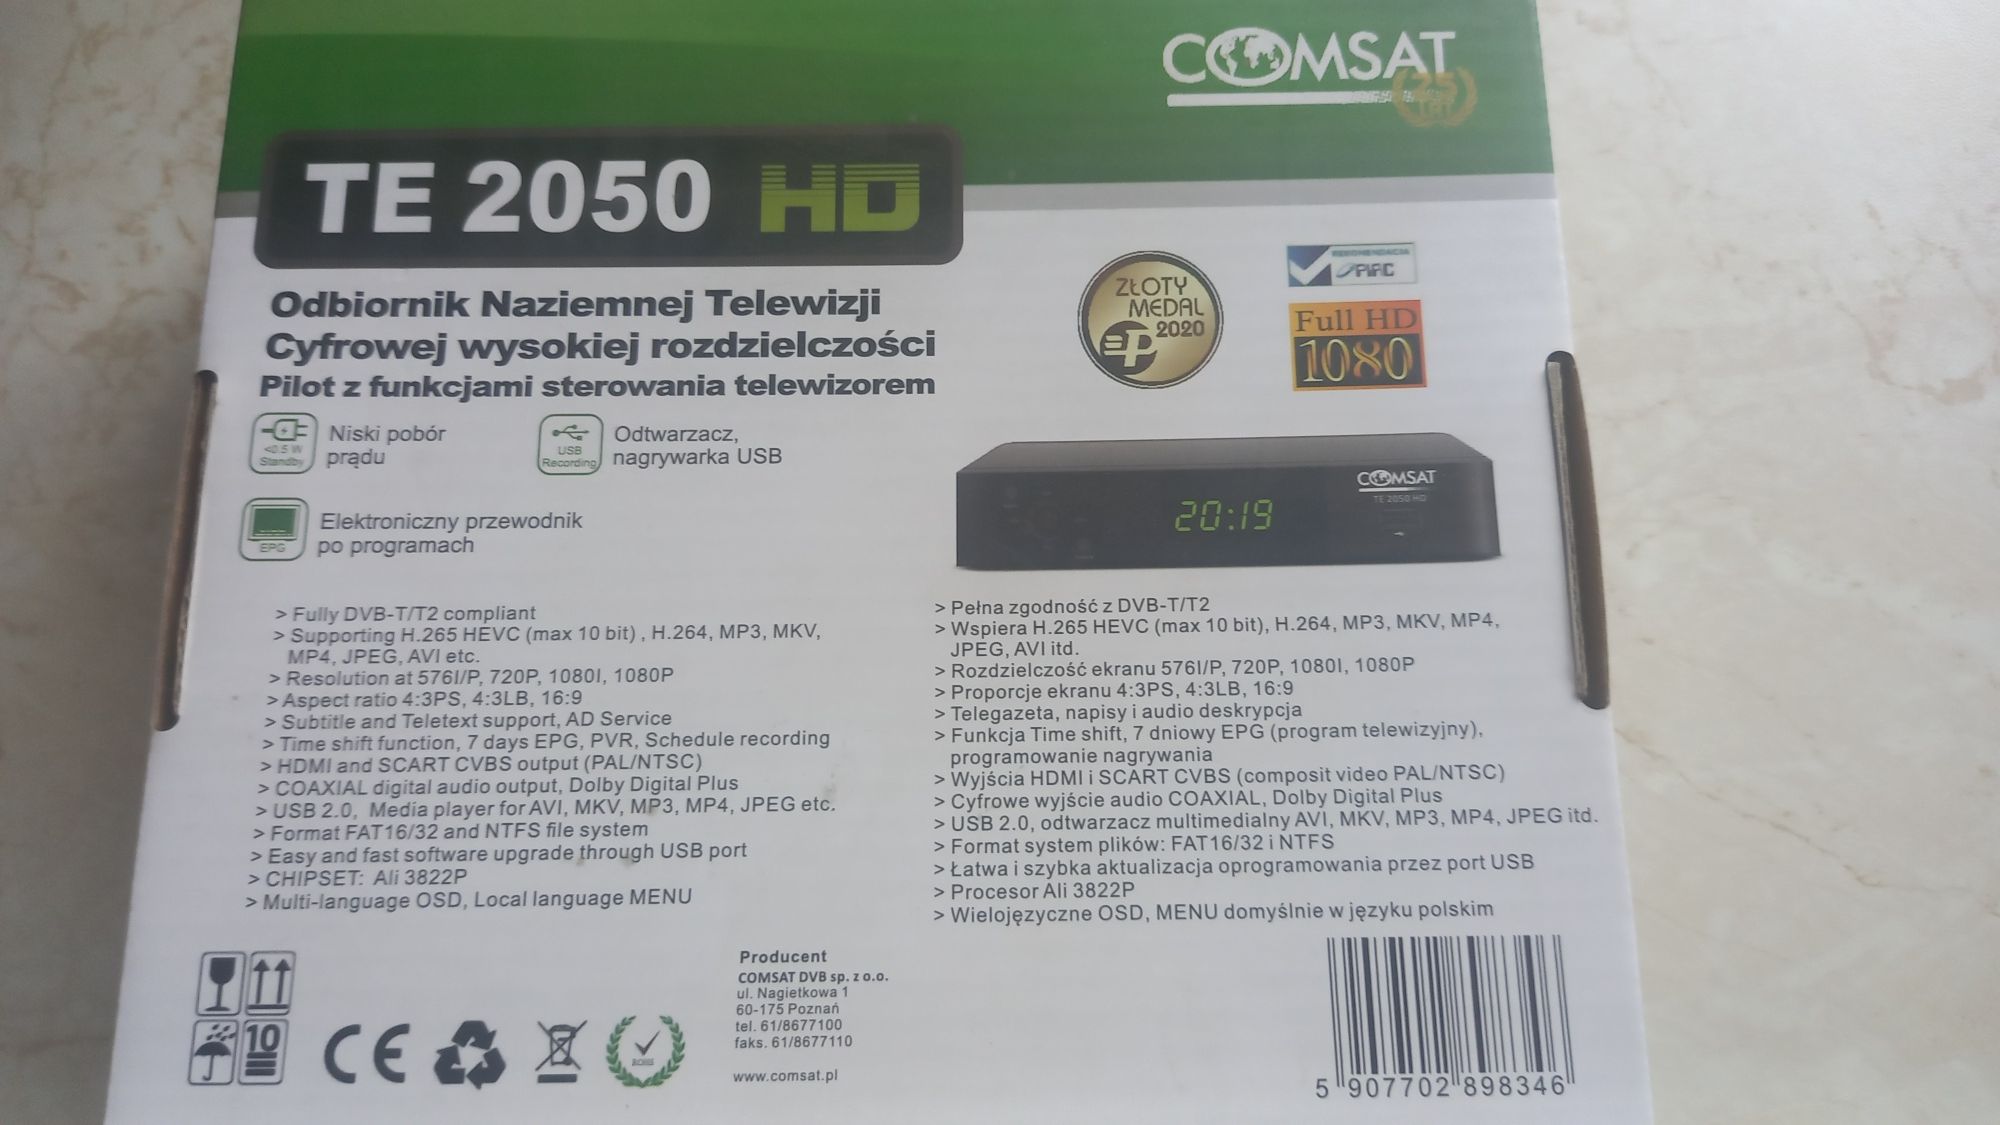 COMSAT
25
LAT
TE 2050 HD
Odbiornik Naziemnej Telewizji
Cyfrowej wysokiej rozdzielczości
Pilot z funkcjami sterowania telewizorem
ZŁOTY
MEDAL
2020
REKOMENDACJA
PIRC
Full HD
1080
<0.5 W
Standby
Niski pobór
prądu
USB
Recording
Odtwarzacz,
nagrywarka USB
EPG
Elektroniczny przewodnik
po programach
COMSAT
TE 2050 HD
20:19
> Fully DVB-T/T2 compliant
> Supporting H.265 HEVC (max 10 bit) , H.264, MP3, MKV,
MP4, JPEG, AVI etc.
> Resolution at 576I/P, 720P, 1080I, 1080P
> Aspect ratio 4:3PS, 4:3LB, 16:9
> Subtitle and Teletext support, AD Service
> Time shift function, 7 days EPG, PVR, Schedule recording
> HDMI and SCART CVBS output (PAL/NTSC)
> COAXIAL digital audio output, Dolby Digital Plus
> USB 2.0, Media player for AVI, MKV, MP3, MP4, JPEG etc.
> Format FAT16/32 and NTFS file system
> Easy and fast software upgrade through USB port
> CHIPSET: Ali 3822P
> Multi-language OSD, Local language MENU
> Pełna zgodność z DVB-T/T2
> Wspiera H.265 HEVC (max 10 bit), H.264, MP3, MKV, MP4,
JPEG, AVI itd.
> Rozdzielczość ekranu 576I/P, 720P, 1080I, 1080P
> Proporcje ekranu 4:3PS, 4:3LB, 16:9
> Telegazeta, napisy i audio deskrypcja
> Funkcja Time shift, 7 dniowy EPG (program telewizyjny),
programowanie nagrywania
> Wyjścia HDMI i SCART CVBS (composit video PAL/NTSC)
> Cyfrowe wyjście audio COAXIAL, Dolby Digital Plus
> USB 2.0, odtwarzacz multimedialny AVI, MKV, MP3, MP4, JPEG itd.
> Format system plików: FAT16/32 i NTFS
> Łatwa i szybka aktualizacja oprogramowania przez port USB
> Procesor Ali 3822P
> Wielojęzyczne OSD, MENU domyślnie w języku polskim
10
CE
ROHS
Producent
COMSAT DVB sp. z o.o.
ul. Nagietkowa 1
60-175 Poznań
tel. 61/8677100
faks. 61/8677110
www.comsat.pl
5 907702 898346